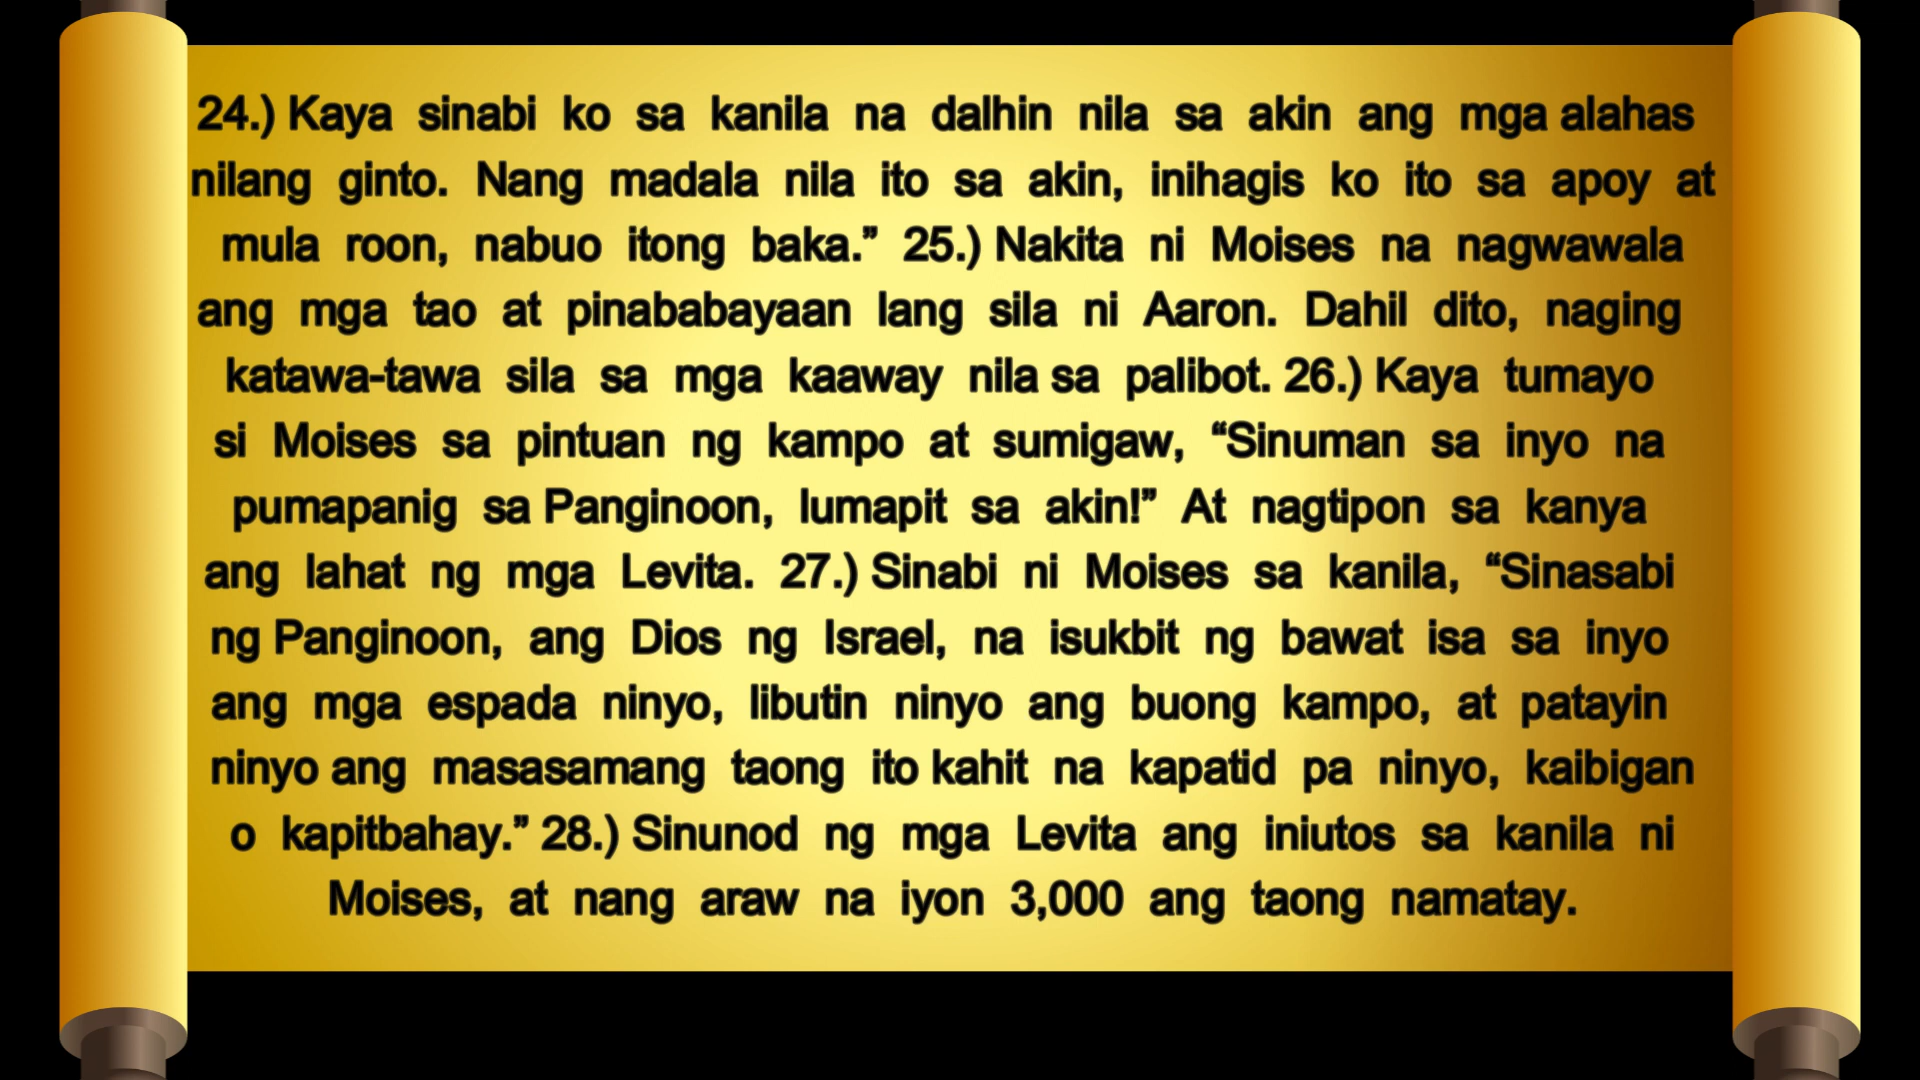 24.) Kaya sinabi ko sa kanila na dalhin nila sa akin ang mga alahas
nilang ginto. Nang madala nila ito sa akin, inihagis ko ito sa apoy at
mula roon, nabuo itong baka.” 25.) Nakita ni Moises na nagwawala
ang mga tao at pinababayaan lang sila ni Aaron. Dahil dito, naging
katawa-tawa sila sa mga kaaway nila sa palibot. 26.) Kaya tumayo
si Moises sa pintuan ng kampo at sumigaw, “Sinuman sa inyo na
pumapanig sa Panginoon, lumapit sa akin!” At nagtipon sa kanya
ang lahat ng mga Levita. 27.) Sinabi ni Moises sa kanila, “Sinasabi
ng Panginoon, ang Dios ng Israel, na isukbit ng bawat isa sa inyo
ang mga espada ninyo, libutin ninyo ang buong kampo, at patayin
ninyo ang masasamang taong ito kahit na kapatid pa ninyo, kaibigan
o kapitbahay.” 28.) Sinunod ng mga Levita ang iniutos sa kanila ni
Moises, at nang araw na iyon 3,000 ang taong namatay.